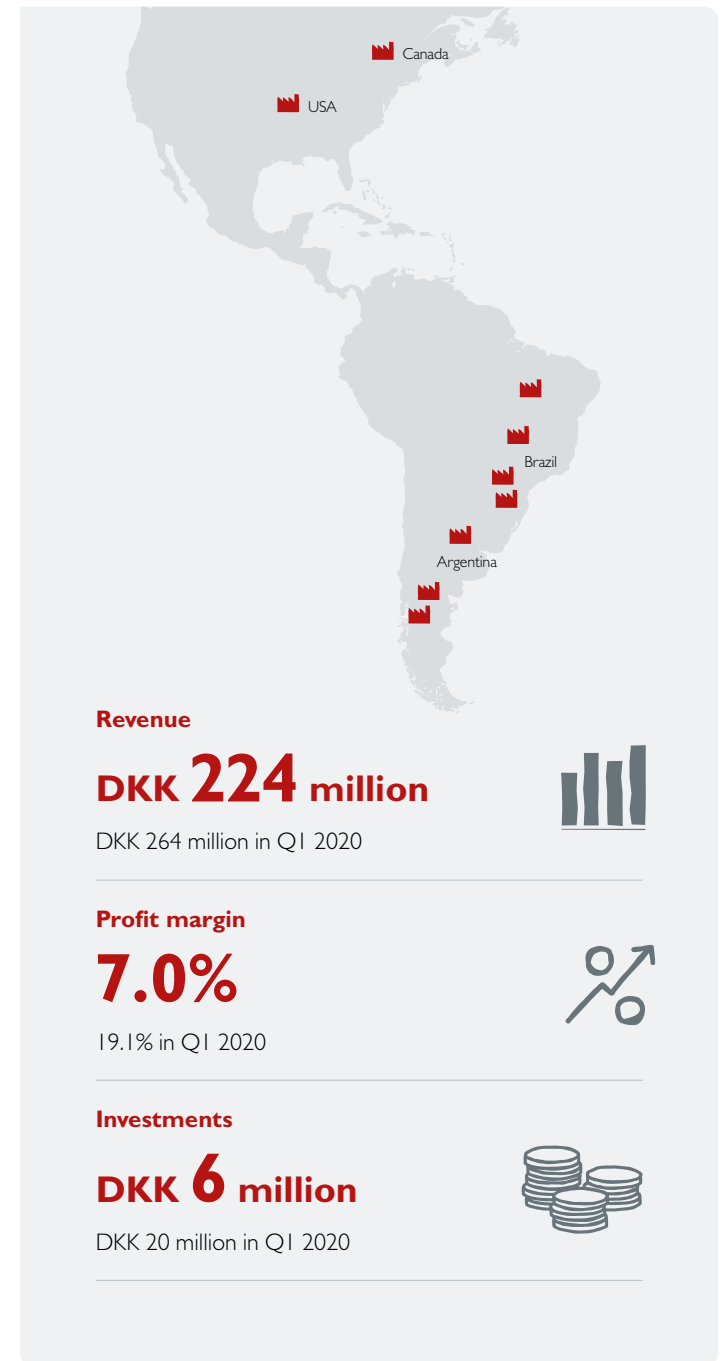 Canada
USA
Brazil
Argentina
Revenue
DKK 224 million
DKK 264 million in Q1 2020
Profit margin
7.0%
19.1% in Q1 2020
Investments
DKK 6 million
DKK 20 million in Q1 2020